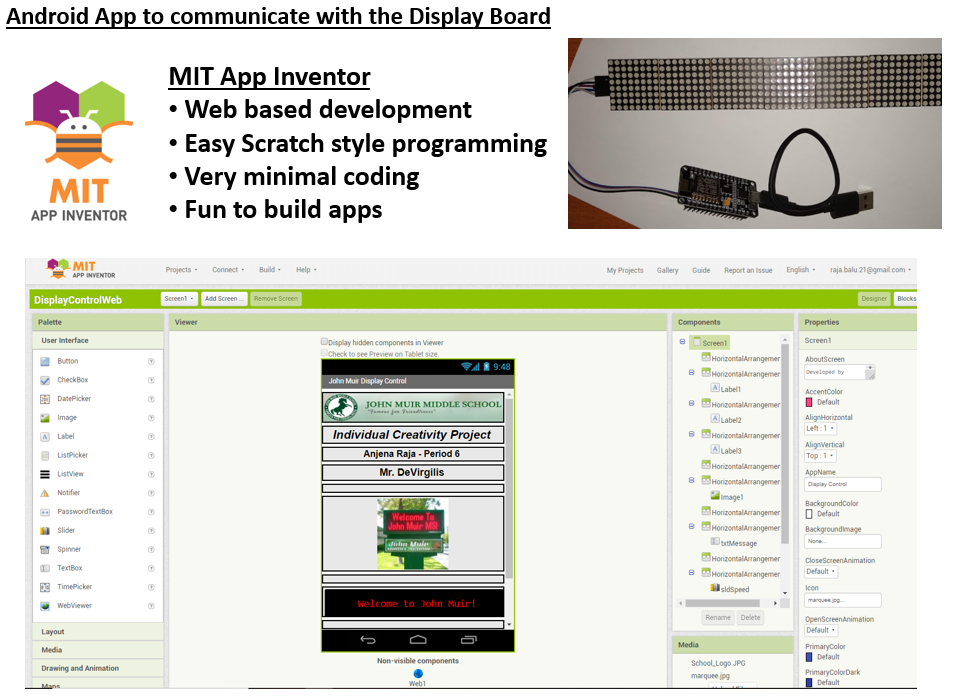 Android App to communicate with the Display Board
MIT App Inventor
• Web based development
• Easy Scratch style programming
• Very minimal coding
• Fun to build apps
MIT
APP INVENTOR
MIT
APP INVENTOR
Projects
Connect
Build
Help
My Projects
Gallery
Guide
Report an Issue
English
raja.balu.21@gmail.com
DisplayControlWeb
Screen1
Add Screen ...
Remove Screen
Designer
Blocks
Palette
User Interface
Button
CheckBox
DatePicker
Image
Label
ListPicker
ListView
Notifier
PasswordTextBox
Slider
Spinner
TextBox
TimePicker
WebViewer
Layout
Media
Drawing and Animation
Maps
Viewer
Display hidden components in Viewer
Check to see Preview on Tablet size.
9:48
John Muir Display Control
JOHN MUIR MIDDLE SCHOOL
"Famous for Friendliness"
Individual Creativity Project
Anjena Raja - Period 6
Mr. DeVirgilis
Welcome To
John Muir MS!
John Muir
Welcome to John Muir!
Non-visible components
Web1
Components
Screen1
HorizontalArrangemer
HorizontalArrangemer
Label1
HorizontalArrangemer
Label2
HorizontalArrangemer
Label3
HorizontalArrangemer
HorizontalArrangemer
Image1
HorizontalArrangemer
HorizontalArrangemer
txtMessage
HorizontalArrangemer
HorizontalArrangemer
sldSpeed
Rename
Delete
Media
School_Logo.JPG
marquee.jpg
Properties
Screen1
AboutScreen
Developed by
AccentColor
Default
AlignHorizontal
Left : 1
AlignVertical
Top : 1
AppName
Display Control
BackgroundColor
Default
BackgroundImage
None...
CloseScreenAnimation
Default
Icon
marquee.jpg...
OpenScreenAnimation
Default
PrimaryColor
Default
PrimaryColorDark
Default